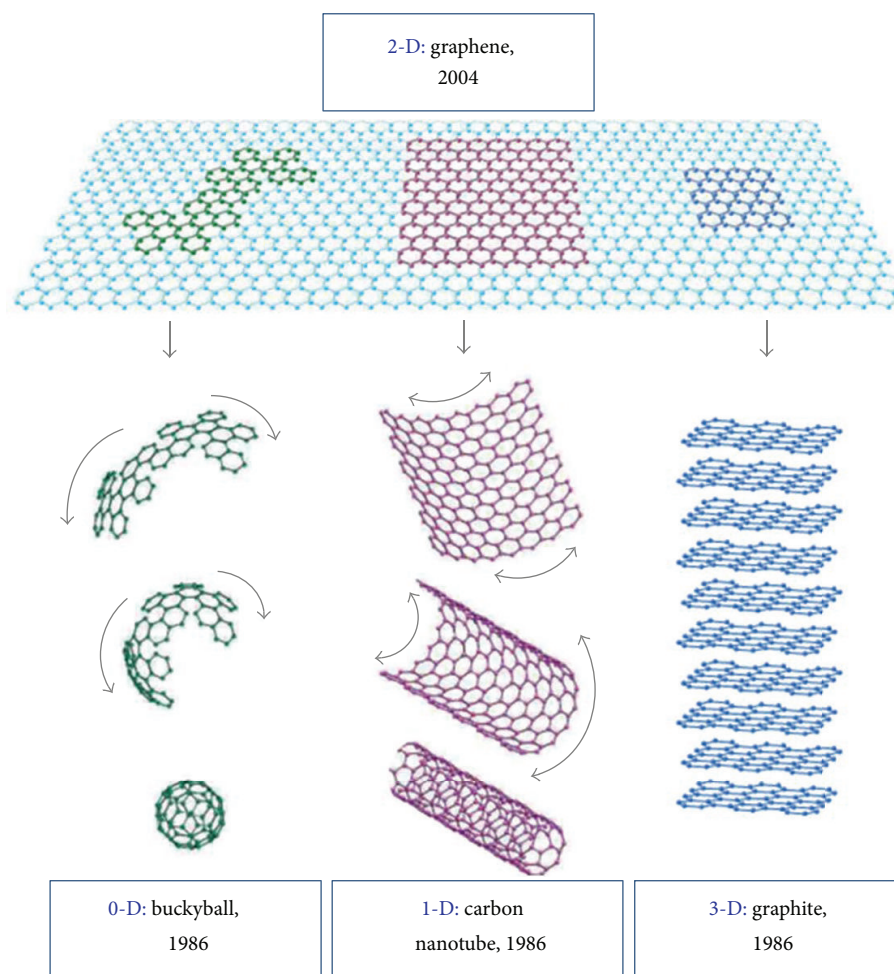 2-D: graphene,
2004
0-D: buckyball,
1986
1-D: carbon
nanotube, 1986
3-D: graphite,
1986